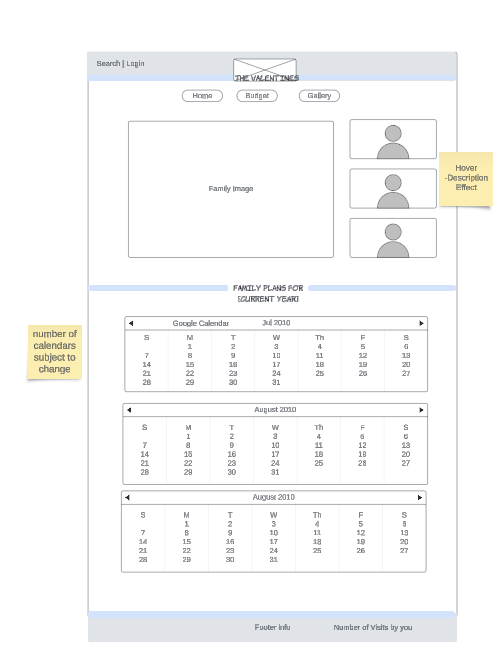 Search | Login
THE VALENTINES
Home Budget Gallery
Family Image
Hover
-Description
Effect
FAMILY PLANS FOR
[CURRENT YEAR]
number of
calendars
subject to
change
Google Calendar Jul 2010
S M T W Th F S
1 2 3 4 5 6
7 8 9 10 11 12 13
14 15 16 17 18 19 20
21 22 23 24 25 26 27
28 29 30 31
August 2010
S M T W Th F S
1 2 3 4 5 6
7 8 9 10 11 12 13
14 15 16 17 18 19 20
21 22 23 24 25 26 27
28 29 30 31
August 2010
S M T W Th F S
1 2 3 4 5 6
7 8 9 10 11 12 13
14 15 16 17 18 19 20
21 22 23 24 25 26 27
28 29 30 31
Footer info Number of Visits by you